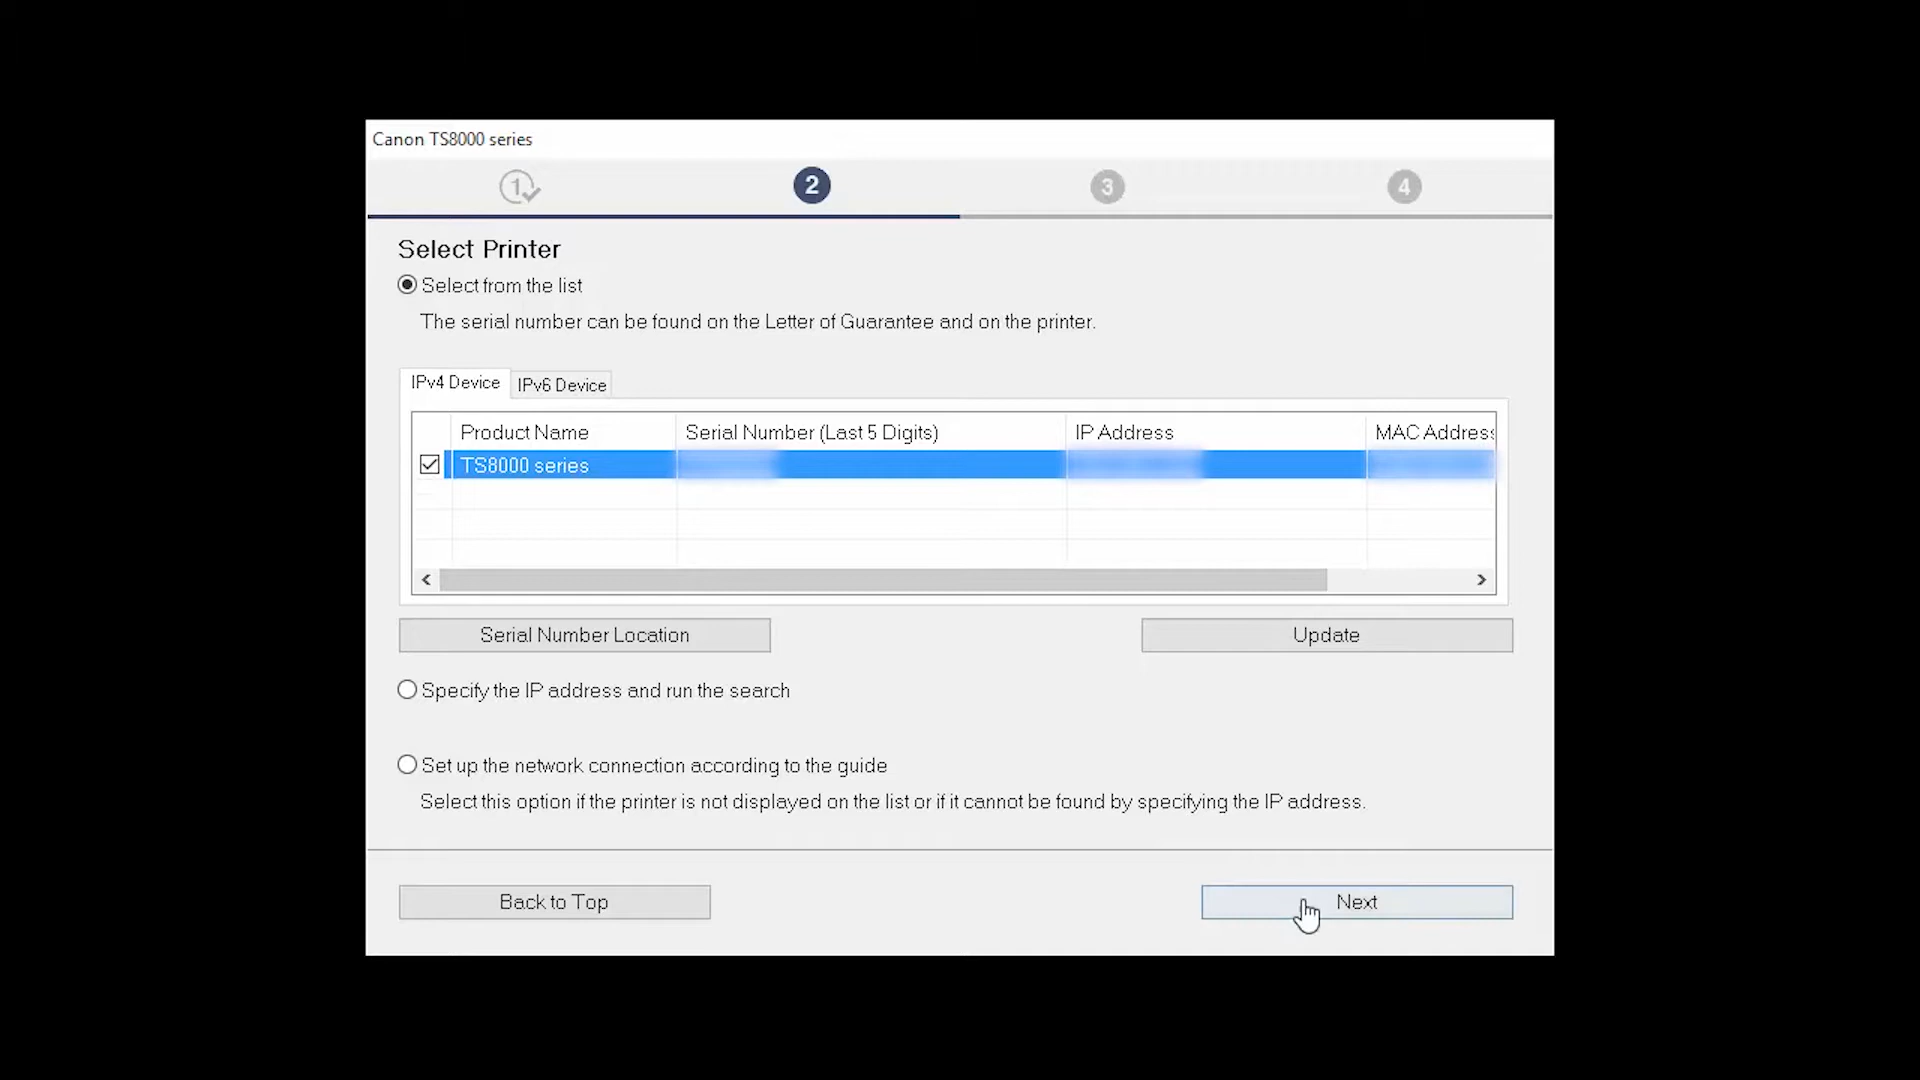 Canon TS8000 series
1
2
3
4
Select Printer
Select from the list
The serial number can be found on the Letter of Guarantee and on the printer.
IPv4 Device
IPv6 Device
Product Name
Serial Number (Last 5 Digits)
IP Address
MAC Address
TS8000 series
Serial Number Location
Update
Specify the IP address and run the search
Set up the network connection according to the guide
Select this option if the printer is not displayed on the list or if it cannot be found by specifying the IP address.
Back to Top
Next